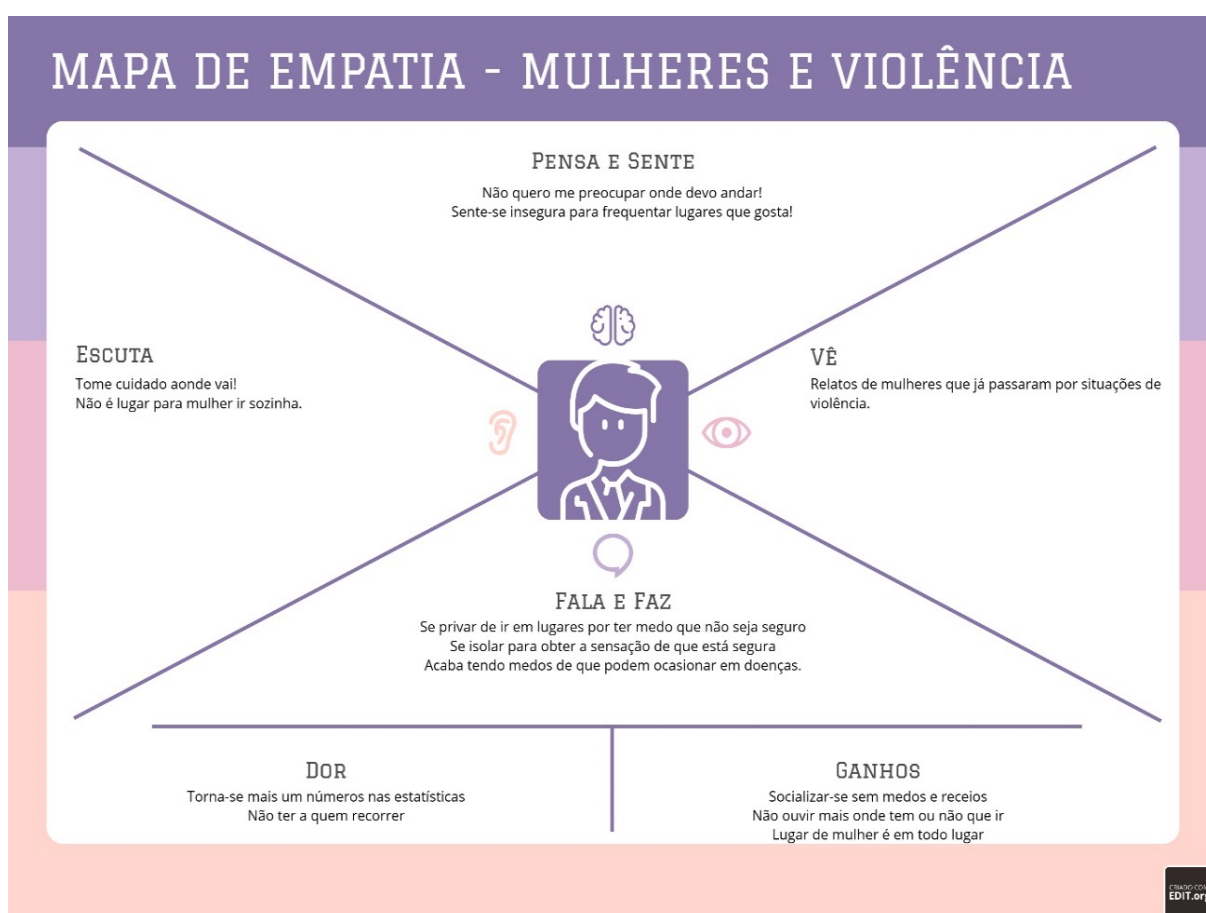 MAPA DE EMPATIA - MULHERES E VIOLÊNCIA
PENSA E SENTE
Não quero me preocupar onde devo andar!
Sente-se insegura para frequentar lugares que gosta!
ESCUTA
Tome cuidado aonde vai!
Não é lugar para mulher ir sozinha.
VÊ
Relatos de mulheres que já passaram por situações de
violência.
FALA E FAZ
Se privar de ir em lugares por ter medo que não seja seguro
Se isolar para obter a sensação de que está segura
Acaba tendo medos de que podem ocasionar em doenças.
DOR
Torna-se mais um números nas estatísticas
Não ter a quem recorrer
GANHOS
Socializar-se sem medos e receios
Não ouvir mais onde tem ou não que ir
Lugar de mulher é em todo lugar
CRIADO COM
EDIT.org